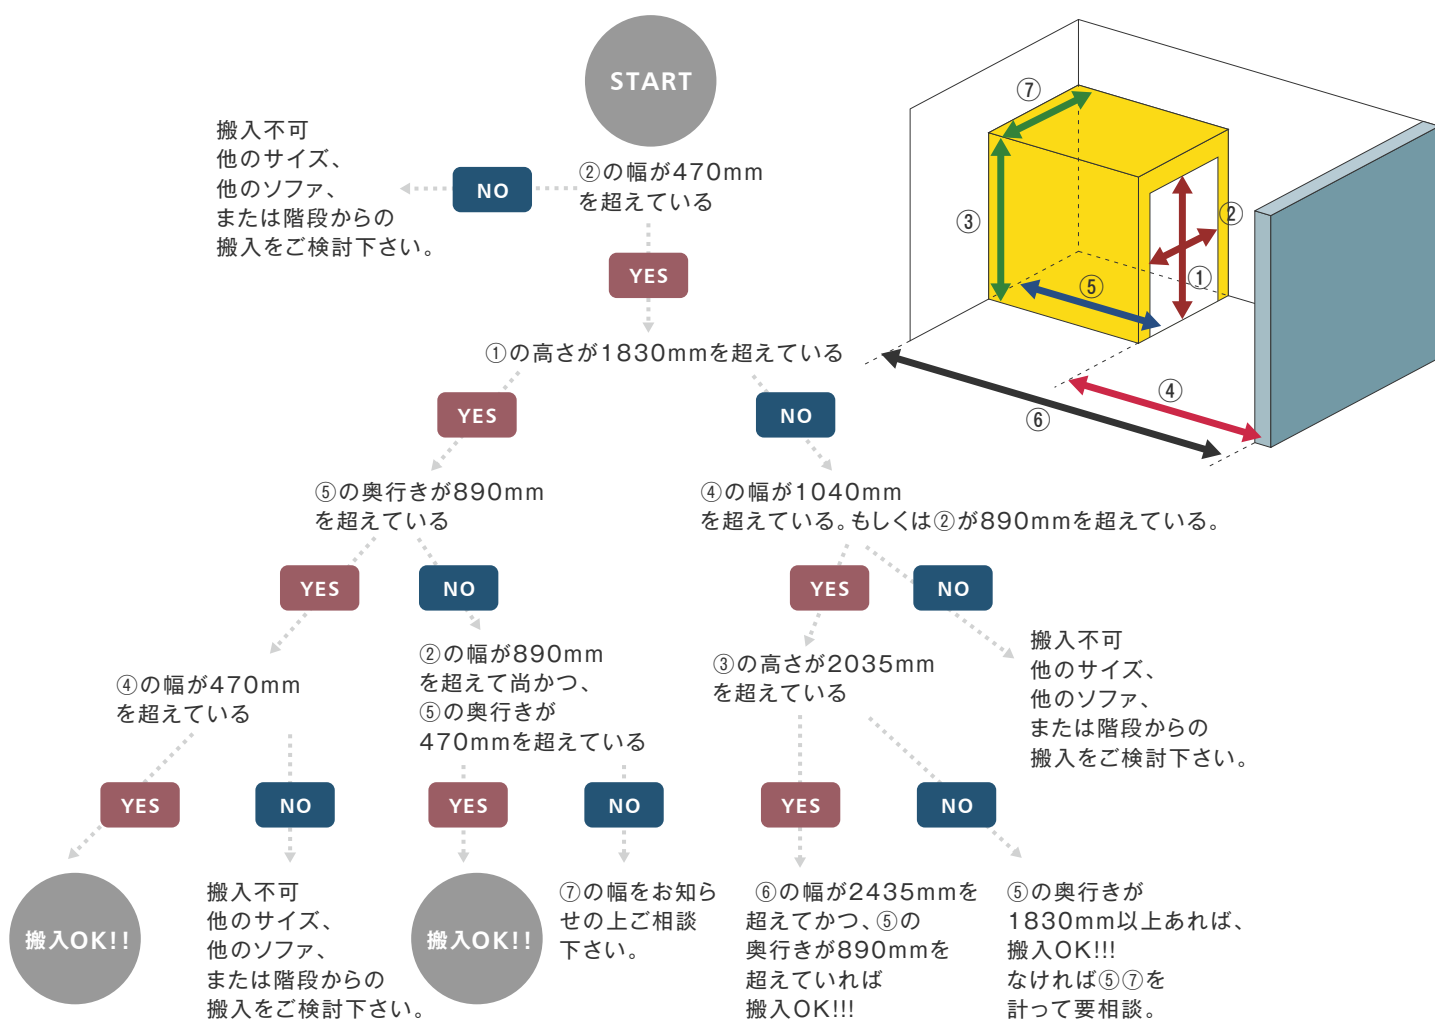 START
②の幅が470mm
を超えている
NO
搬入不可
他のサイズ、
他のソファ、
または階段からの
搬入をご検討下さい。
YES
①の高さが1830mmを超えている
YES
NO
⑤の奥行きが890mm
を超えている
④の幅が1040mm
を超えている。もしくは②が890mmを超えている。
YES
NO
YES
NO
④の幅が470mm
を超えている
②の幅が890mm
を超えて尚かつ、
⑤の奥行きが
470mmを超えている
③の高さが2035mm
を超えている
搬入不可
他のサイズ、
他のソファ、
または階段からの
搬入をご検討下さい。
YES
NO
YES
NO
YES
NO
搬入OK!!
搬入不可
他のサイズ、
他のソファ、
または階段からの
搬入をご検討下さい。
搬入OK!!
⑦の幅をお知ら
せの上ご相談
下さい。
⑥の幅が2435mmを
超えてかつ、⑤の
奥行きが890mmを
超えていれば
搬入OK!!!
⑤の奥行きが
1830mm以上あれば、
搬入OK!!!
なければ⑤⑦を
計って要相談。
⑦
③
②
①
⑤
④
⑥